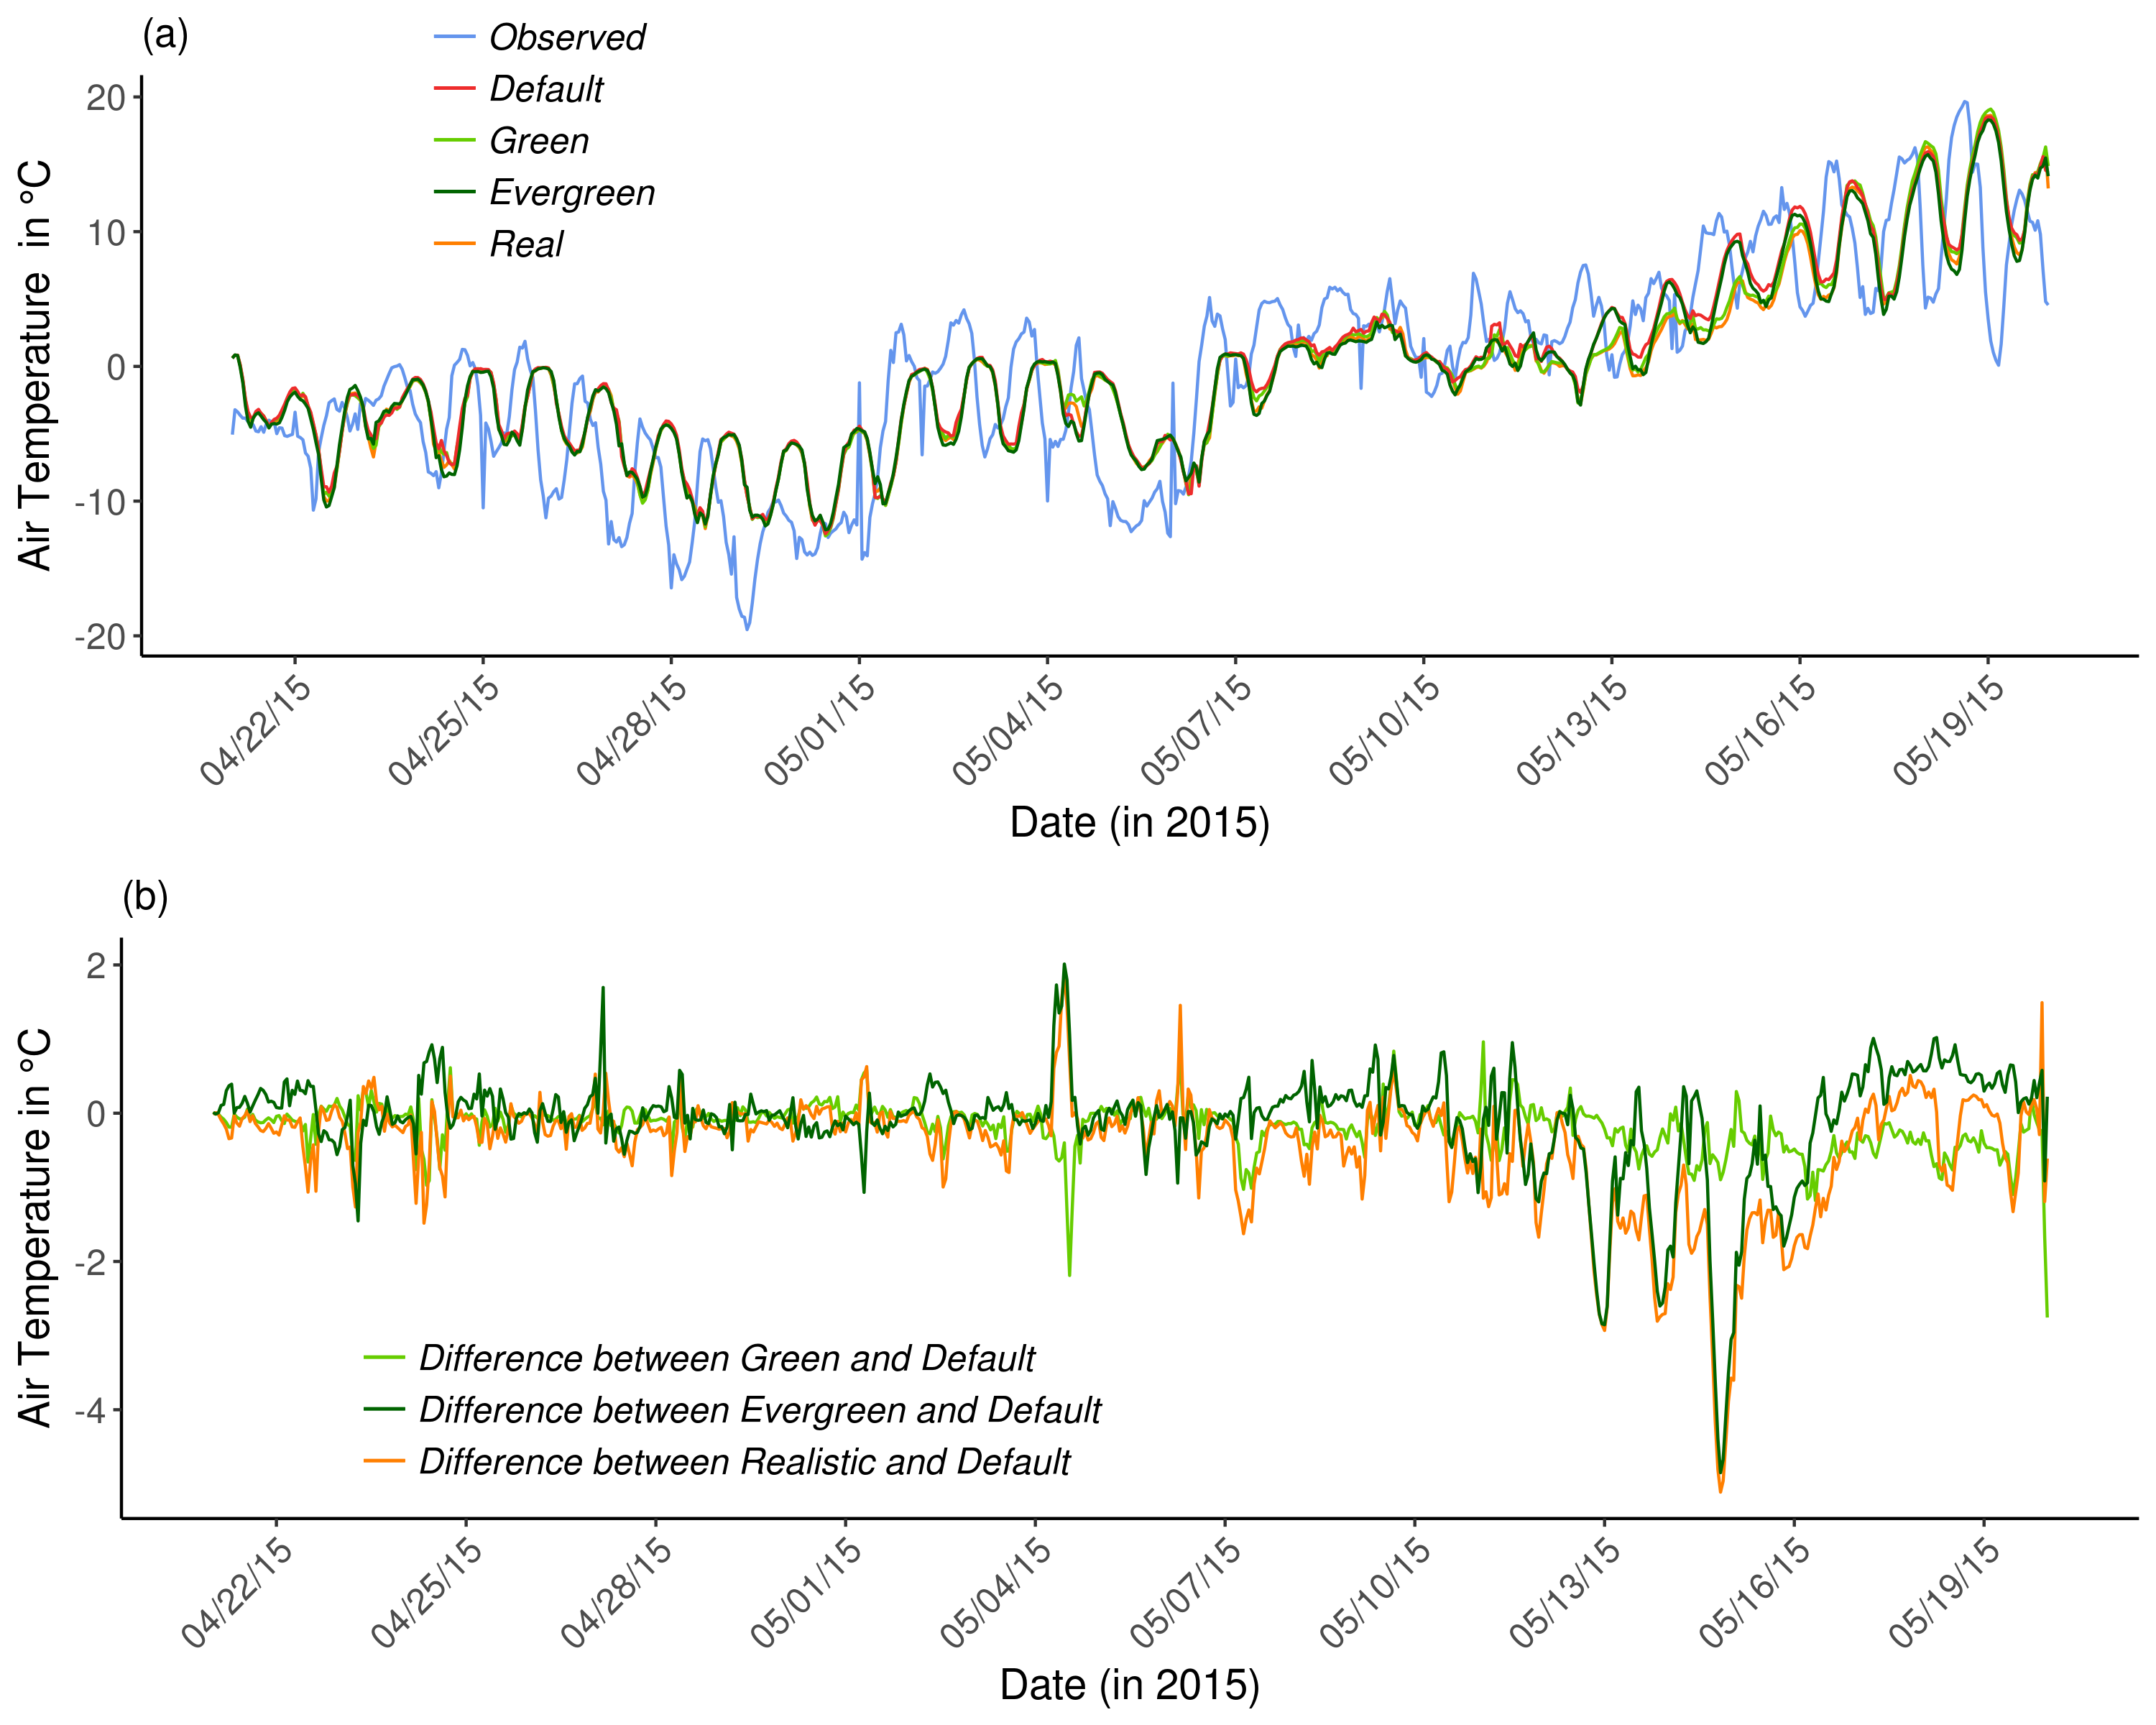 (a)
Observed
Default
Green
Evergreen
Real
Air Temperature in °C
20
10
0
-10
-20
04/22/15
04/25/15
04/28/15
05/01/15
05/04/15
05/07/15
05/10/15
05/13/15
05/16/15
05/19/15
Date (in 2015)
(b)
Air Temperature in °C
2
0
-2
-4
Difference between Green and Default
Difference between Evergreen and Default
Difference between Realistic and Default
04/22/15
04/25/15
04/28/15
05/01/15
05/04/15
05/07/15
05/10/15
05/13/15
05/16/15
05/19/15
Date (in 2015)